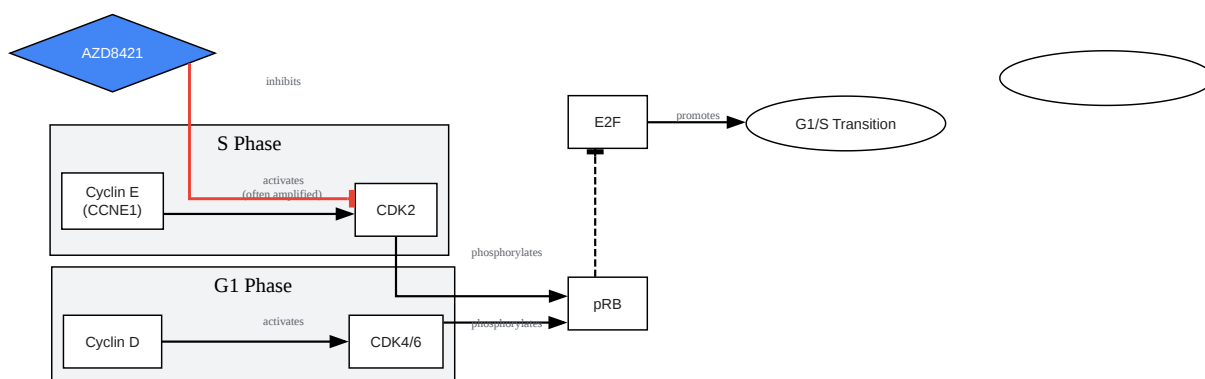 AZD8421
inhibits
S Phase
Cyclin E
(CCNE1)
activates
(often amplified)
CDK2
E2F
promotes
G1/S Transition
phosphorylates
G1 Phase
Cyclin D
activates
CDK4/6
phosphorylates
pRB